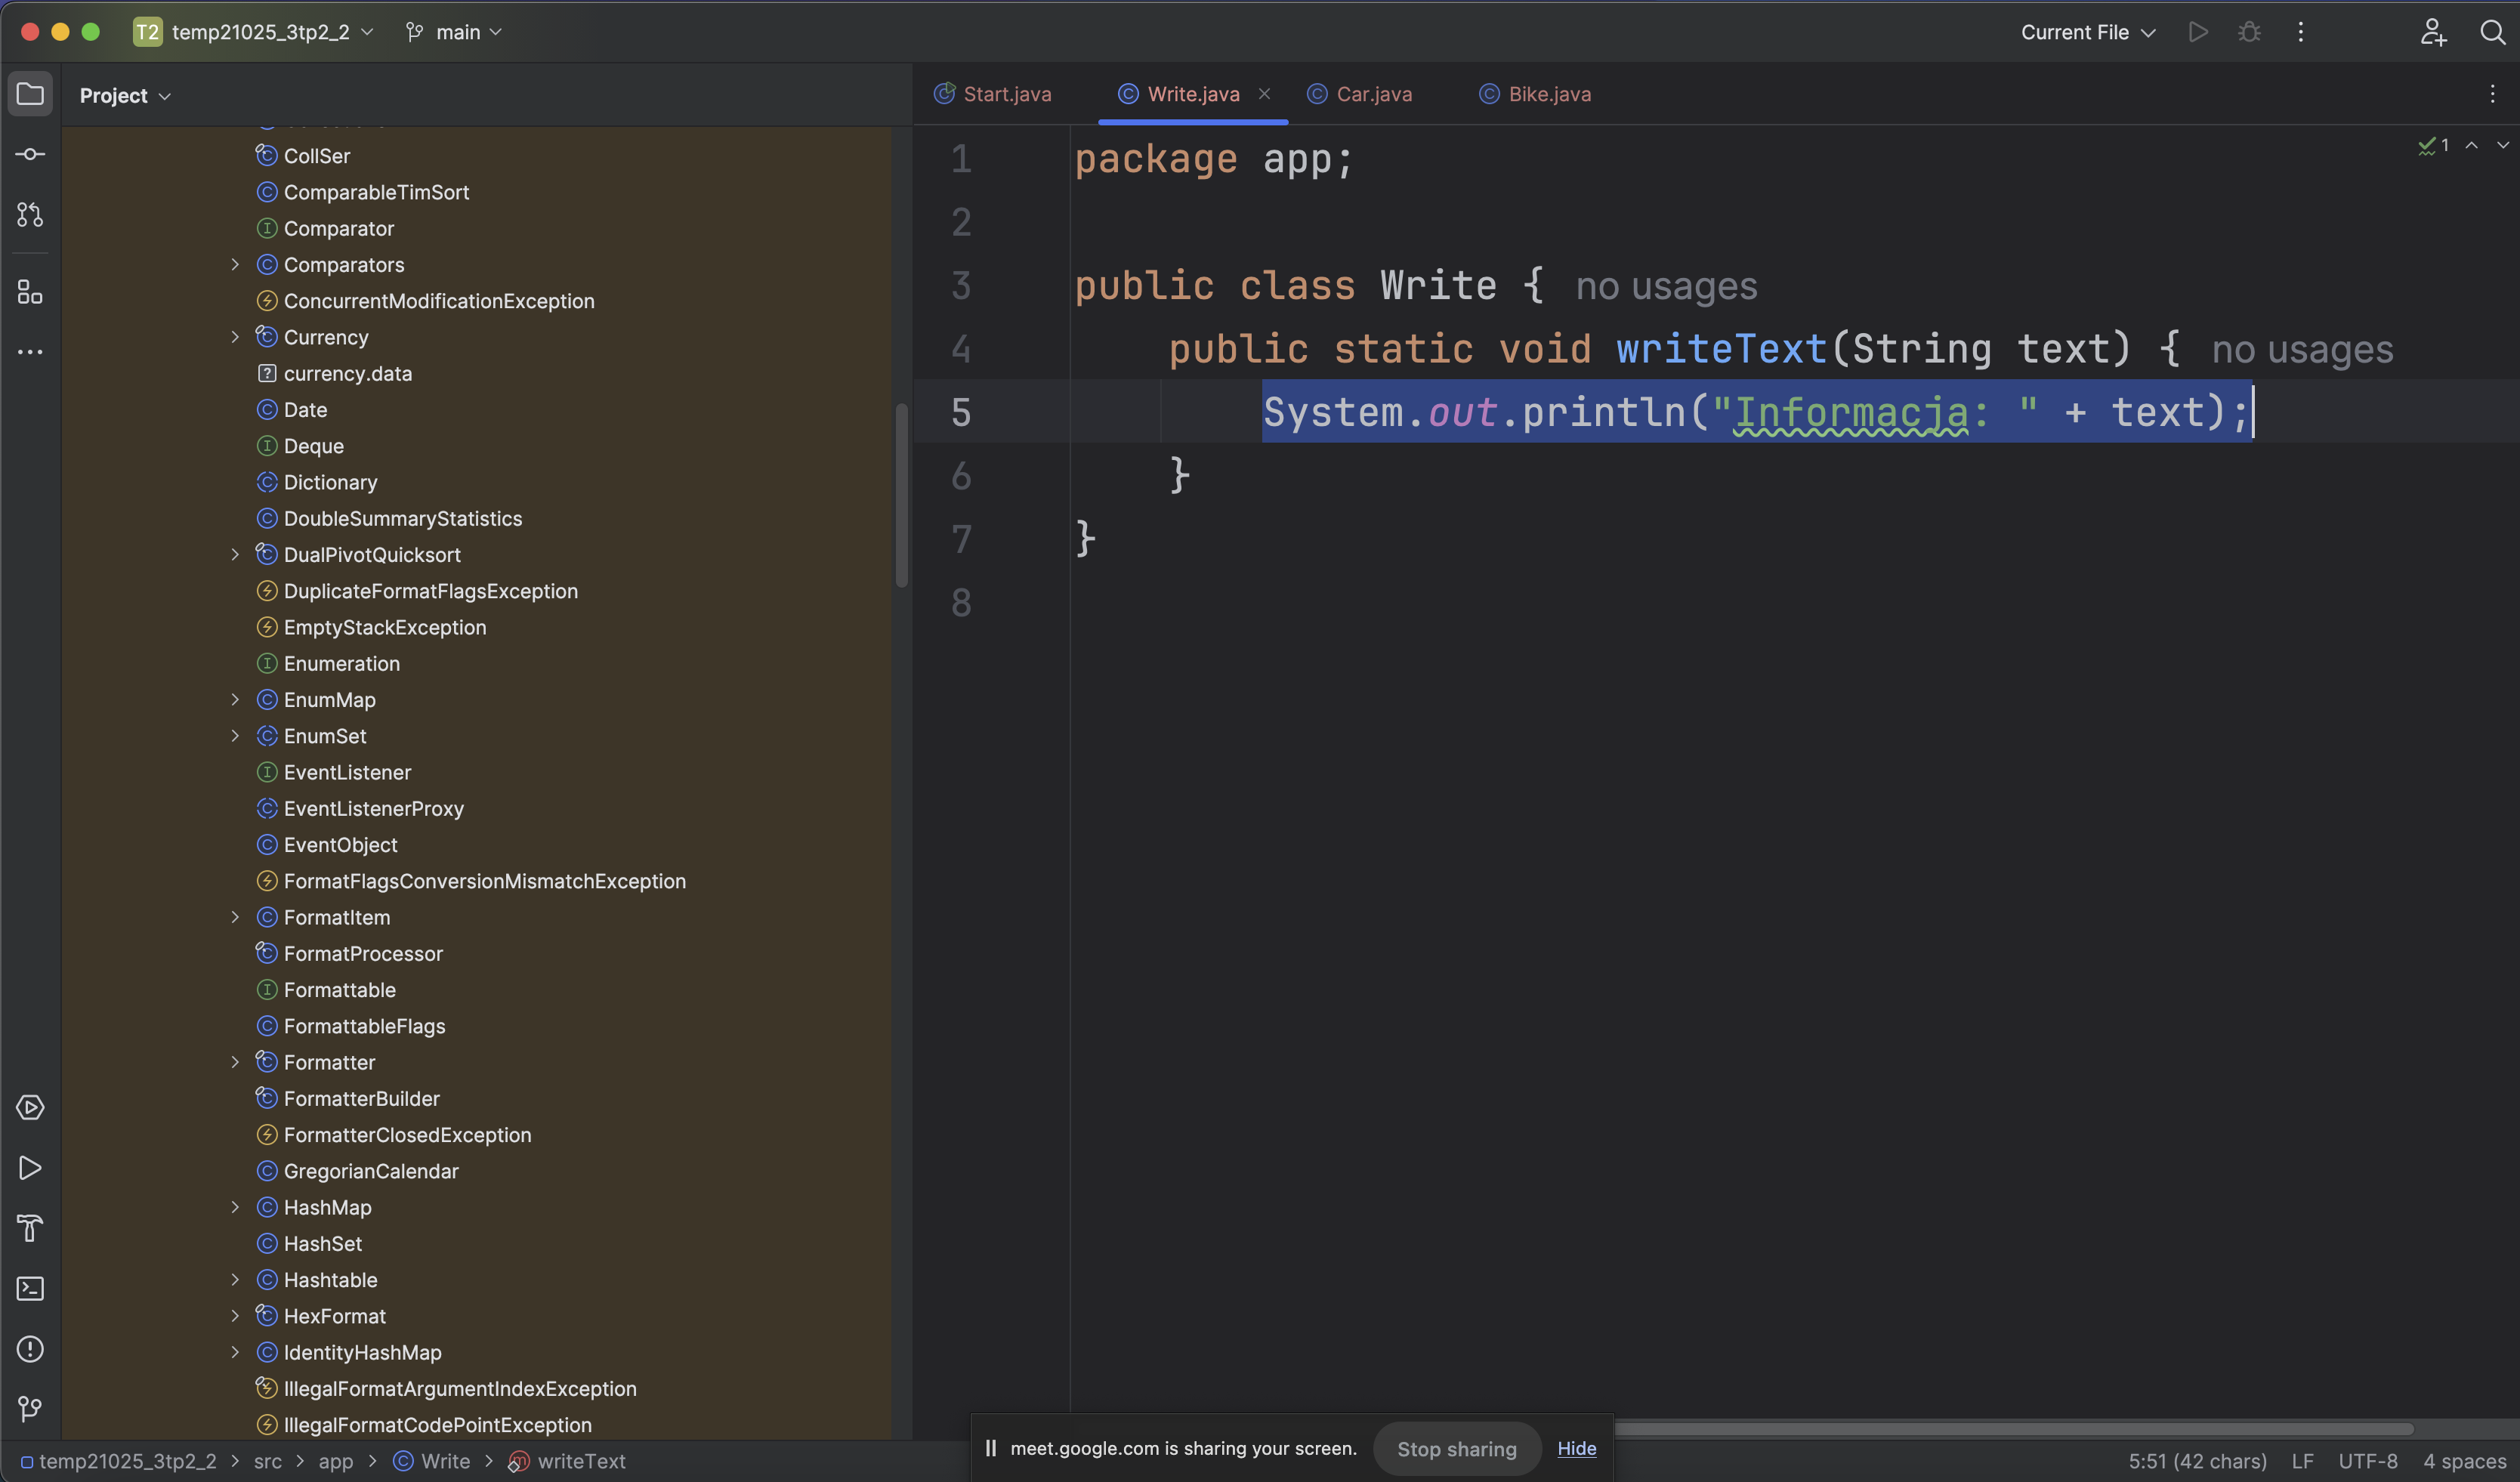 T2 temp21025_3tp2_2 main Current File
Project
Start.java Write.java Car.java Bike.java
CollSer
ComparableTimSort
Comparator
Comparators
ConcurrentModificationException
Currency
currency.data
Date
Deque
Dictionary
DoubleSummaryStatistics
DualPivotQuicksort
DuplicateFormatFlagsException
EmptyStackException
Enumeration
EnumMap
EnumSet
EventListener
EventListenerProxy
EventObject
FormatFlagsConversionMismatchException
FormatItem
FormatProcessor
Formattable
FormattableFlags
Formatter
FormatterBuilder
FormatterClosedException
GregorianCalendar
HashMap
HashSet
Hashtable
HexFormat
IdentityHashMap
IllegalFormatArgumentIndexException
IllegalFormatCodePointException
1 package app;
2
3 public class Write { no usages
4 public static void writeText(String text) { no usages
5 System.out.println("Informacja: " + text);
6 }
7 }
8
1
meet.google.com is sharing your screen. Stop sharing Hide
temp21025_3tp2_2 > src > app > Write > writeText 5:51 (42 chars) LF UTF-8 4 spaces